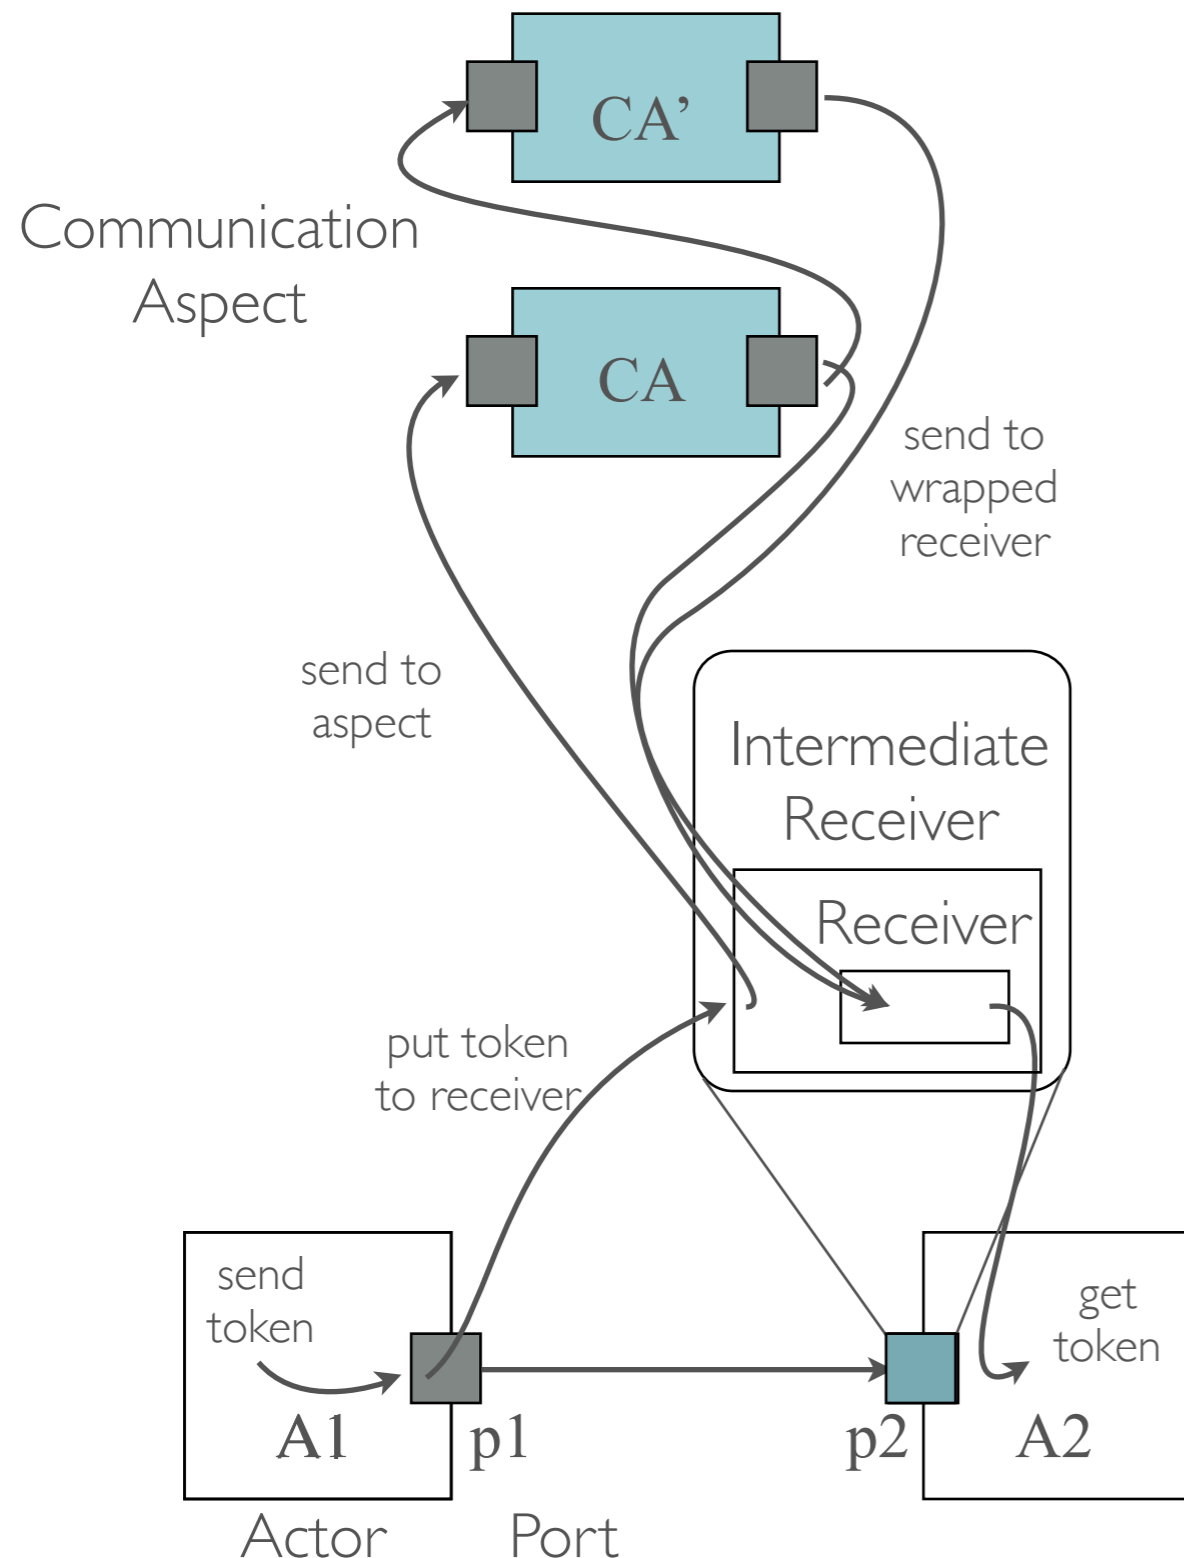 CA’
Communication
Aspect
CA
send to
wrapped
receiver
send to
aspect
Intermediate
Receiver
Receiver
put token
to receiver
send
token
get
token
A1
p1
p2
A2
Actor
Port